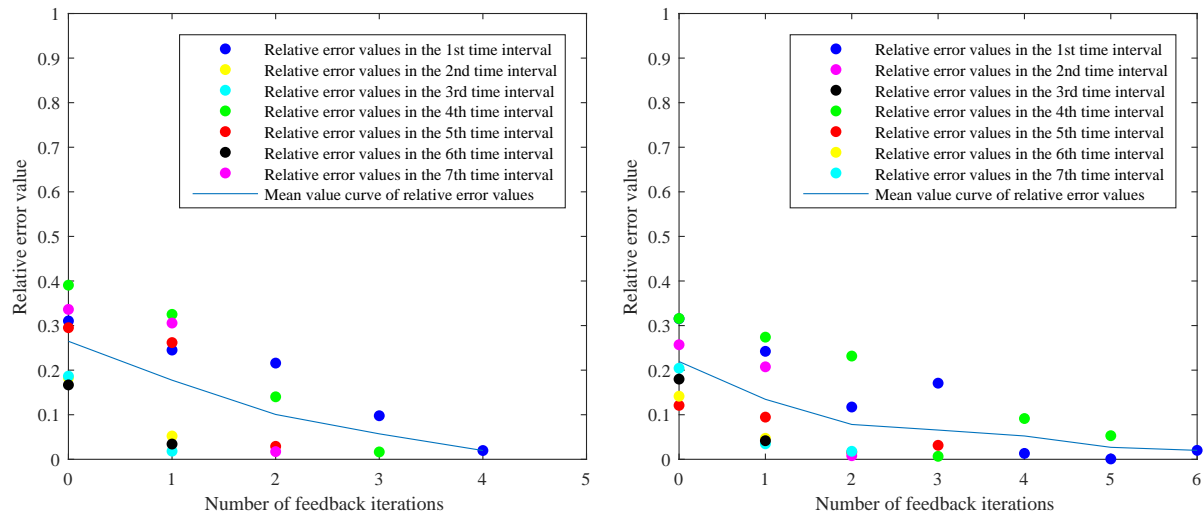 1
0.9
0.8
0.7
0.6
0.5
0.4
0.3
0.2
0.1
0
Relative error value
Relative error values in the 1st time interval
Relative error values in the 2nd time interval
Relative error values in the 3rd time interval
Relative error values in the 4th time interval
Relative error values in the 5th time interval
Relative error values in the 6th time interval
Relative error values in the 7th time interval
Mean value curve of relative error values
0 1 2 3 4 5
Number of feedback iterations
1
0.9
0.8
0.7
0.6
0.5
0.4
0.3
0.2
0.1
0
Relative error value
Relative error values in the 1st time interval
Relative error values in the 2nd time interval
Relative error values in the 3rd time interval
Relative error values in the 4th time interval
Relative error values in the 5th time interval
Relative error values in the 6th time interval
Relative error values in the 7th time interval
Mean value curve of relative error values
0 1 2 3 4 5 6
Number of feedback iterations